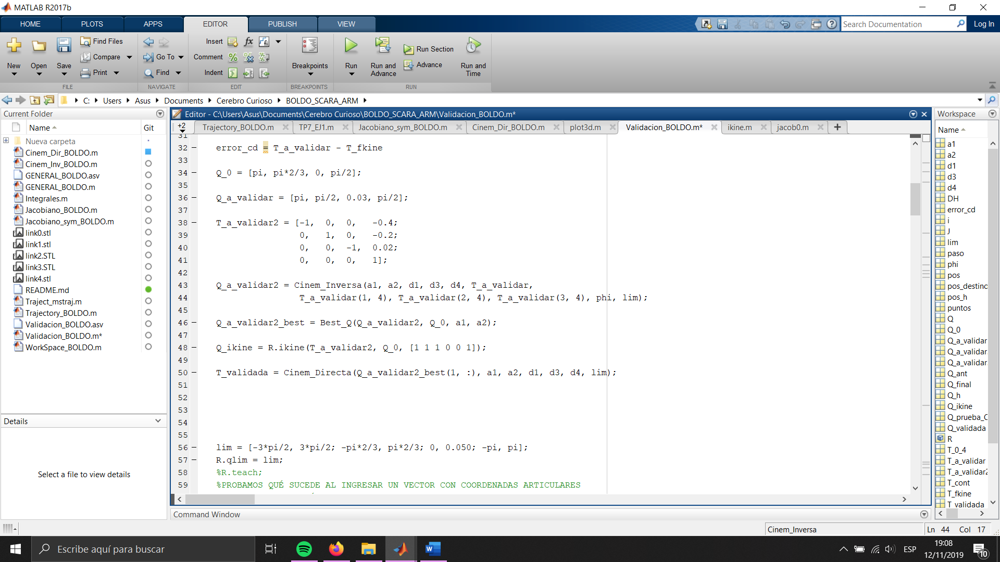 MATLAB R2017b
HOME PLOTS APPS EDITOR PUBLISH VIEW
Search Documentation
Log In
New
Open
Save
Find Files
Compare
Print
FILE
Go To
Find
NAVIGATE
Insert
Comment
Indent
EDIT
Breakpoints
BREAKPOINTS
Run
Run and Advance
Run Section
Advance
Run and Time
RUN
C: Users Asus Documents Cerebro Curioso BOLDO_SCARA_ARM
Current Folder
Name Git
Nueva carpeta
Cinem_Dir_BOLDO.m
Cinem_Inv_BOLDO.m
GENERAL_BOLDO.asv
GENERAL_BOLDO.m
Integrales.m
Jacobiano_BOLDO.m
Jacobiano_sym_BOLDO.m
link0.stl
link1.stl
link2.STL
link3.STL
link4.stl
README.md
Traject_mstraj.m
Trajectory_BOLDO.m
Validacion_BOLDO.asv
Validacion_BOLDO.m*
WorkSpace_BOLDO.m
Details
Select a file to view details
Editor - C:\Users\Asus\Documents\Cerebro Curioso\BOLDO_SCARA_ARM\Validacion_BOLDO.m*
+2 Trajectory_BOLDO.m TP7_EJ1.m Jacobiano_sym_BOLDO.m Cinem_Dir_BOLDO.m plot3d.m Validacion_BOLDO.m* ikine.m jacob0.m +
31
32 error_cd = T_a_validar - T_fkine
33
34 Q_0 = [pi, pi*2/3, 0, pi/2];
35
36 Q_a_validar = [pi, pi/2, 0.03, pi/2];
37
38 T_a_validar2 = [-1, 0, 0, -0.4;
39 0, 1, 0, -0.2;
40 0, 0, -1, 0.02;
41 0, 0, 0, 1];
42
43 Q_a_validar2 = Cinem_Inversa(a1, a2, d1, d3, d4, T_a_validar,
44 T_a_validar(1, 4), T_a_validar(2, 4), T_a_validar(3, 4), phi, lim);
45
46 Q_a_validar2_best = Best_Q(Q_a_validar2, Q_0, a1, a2);
47
48 Q_ikine = R.ikine(T_a_validar2, Q_0, [1 1 1 0 0 1]);
49
50 T_validada = Cinem_Directa(Q_a_validar2_best(1, :), a1, a2, d1, d3, d4, lim);
51
52
53
54
55
56 lim = [-3*pi/2, 3*pi/2; -pi*2/3, pi*2/3; 0, 0.050; -pi, pi];
57 R.qlim = lim;
58 %R.teach;
59 %PROBAMOS QUÉ SUCEDE AL INGRESAR UN VECTOR CON COORDENADAS ARTICULARES
Command Window
Workspace
Name
a1
a2
d1
d3
d4
DH
error_cd
i
J
lim
paso
phi
pos
pos_destino
pos_h
puntos
Q
Q_0
Q_a_validar
Q_a_validar
Q_a_validar
Q_ant
Q_final
Q_h
Q_ikine
Q_prueba_C
Q_validada
R
T_0_4
T_a_validar
T_a_validar2
T_cont
T_fkine
T_validada
Cinem_Inversa
Ln 44 Col 17
Escribe aquí para buscar
ESP
19:08
12/11/2019
10